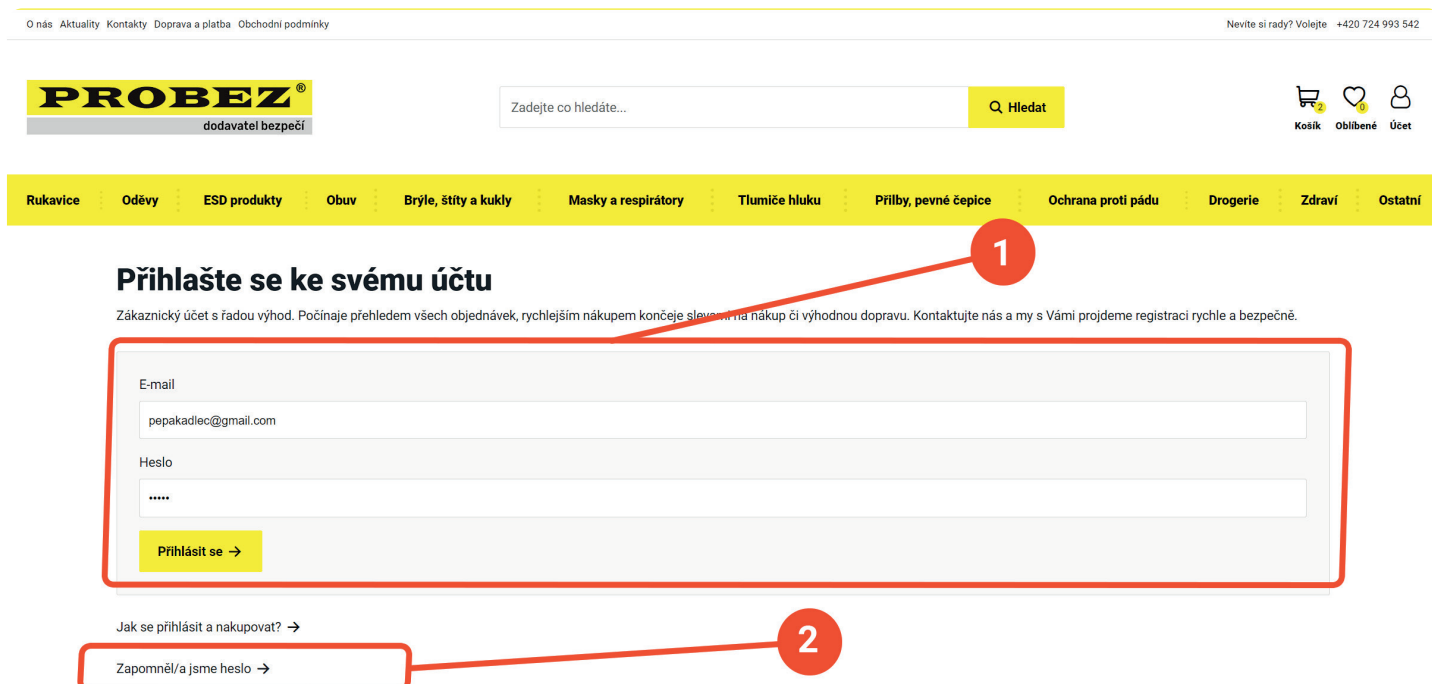 O nás Aktuality Kontakty Doprava a platba Obchodní podmínky Nevíte si rady? Volejte +420 724 993 542
PROBEZ®
dodavatel bezpečí
Zadejte co hledáte... Hledat
2 0
Košík Oblíbené Účet
Rukavice Oděvy ESD produkty Obuv Brýle, štíty a kukly Masky a respirátory Tlumiče hluku Přilby, pevné čepice Ochrana proti pádu Drogerie Zdraví Ostatní
1
Přihlašte se ke svému účtu
Zákaznický účet s řadou výhod. Počínaje přehledem všech objednávek, rychlejším nákupem končeje slevami na nákup či výhodnou dopravu. Kontaktujte nás a my s Vámi projdeme registraci rychle a bezpečně.
E-mail
pepakadlec@gmail.com
Heslo
•••••
Přihlásit se →
Jak se přihlásit a nakupovat? →
2
Zapomněl/a jsme heslo →